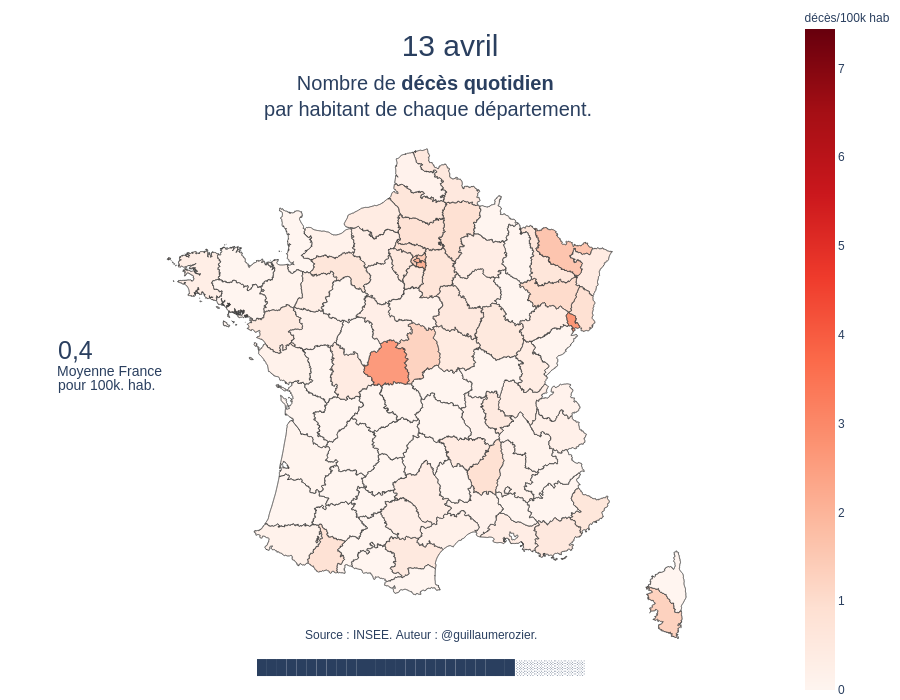 décès/100k hab
13 avril
Nombre de décès quotidien
par habitant de chaque département.
7
6
5
4
3
2
1
0
0,4
Moyenne France
pour 100k. hab.
Source : INSEE. Auteur : @guillaumerozier.